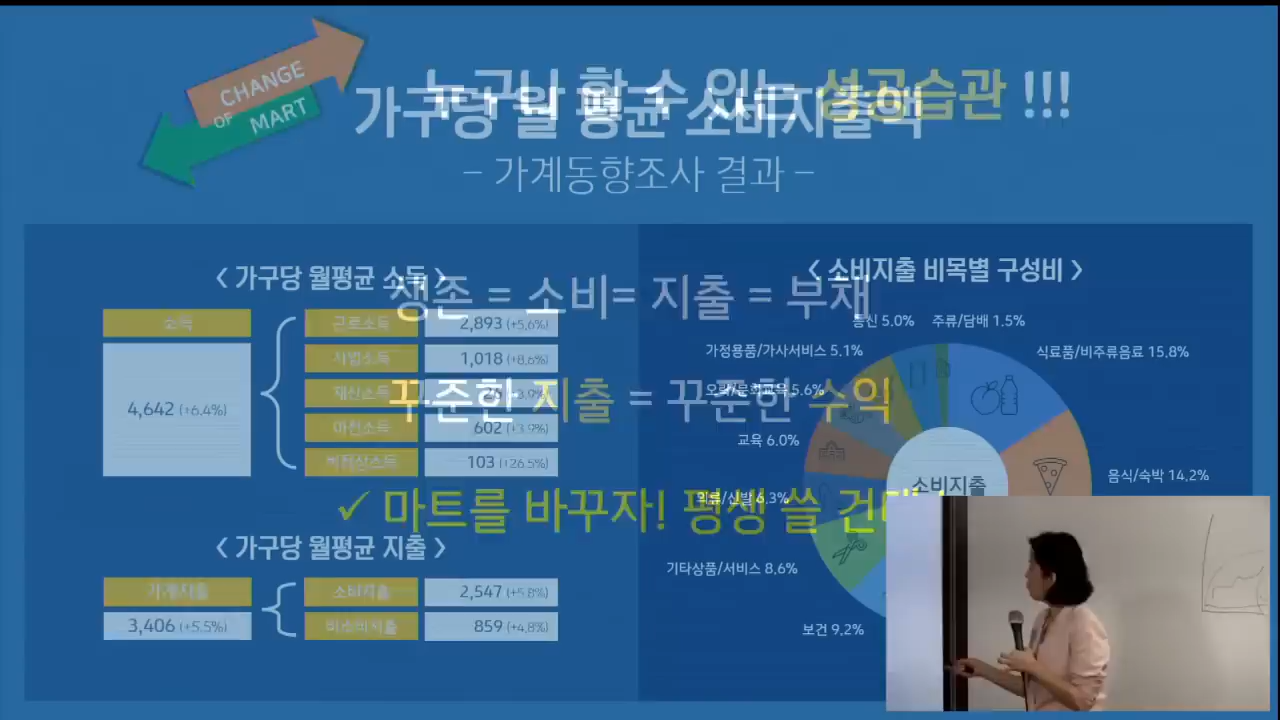 CHANGE
OF MART
누구나 할 수 있는 성공습관 !!!
가구당 월 평균 소비지출액
– 가계동향조사 결과 –
< 가구당 월평균 소득 >
소득
4,642 (+6.4%)
근로소득 2,893 (+5.6%)
사업소득 1,018 (+8.6%)
재산소득
이전소득 602 (+3.9%)
비경상소득 103 (+26.5%)
생존 = 소비= 지출 = 부채
꾸준한 지출 = 꾸준한 수익
✓ 마트를 바꾸자! 평생 쓸
< 가구당 월평균 지출 >
가계지출
3,406 (+5.5%)
소비지출 2,547 (+5.8%)
비소비지출 859 (+4.8%)
< 소비지출 비목별 구성비 >
통신 5.0%
주류/담배 1.5%
가정용품/가사서비스 5.1%
식료품/비주류음료 15.8%
오락/문화교육 5.6%
교육 6.0%
음식/숙박 14.2%
소비지출
의류/신발 6.3%
기타상품/서비스 8.6%
보건 9.2%